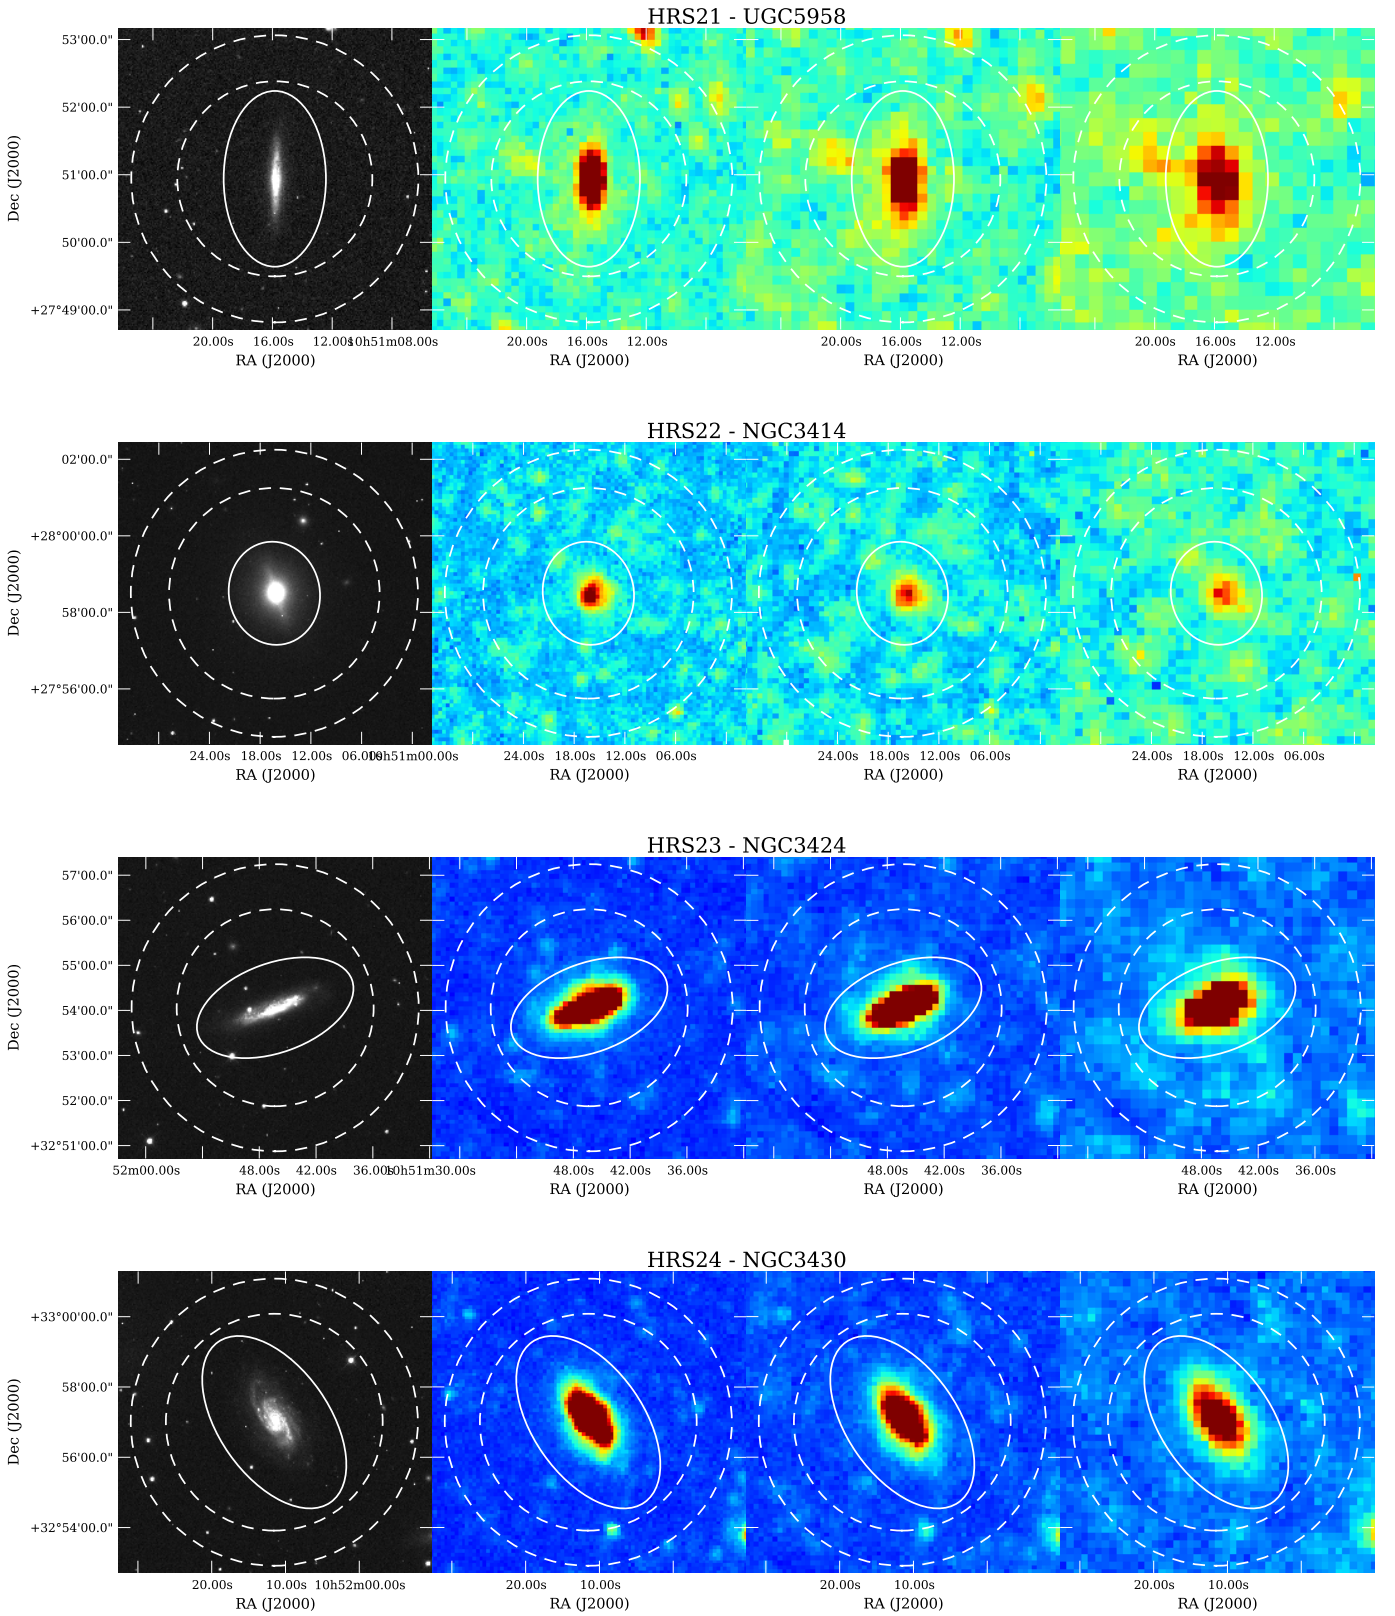 HRS21 - UGC5958
53'00.0"
52'00.0"
51'00.0"
50'00.0"
+27°49'00.0"
Dec (J2000)
20.00s 16.00s 12.00s 10h51m08.00s 20.00s 16.00s 12.00s 20.00s 16.00s 12.00s 20.00s 16.00s 12.00s
RA (J2000) RA (J2000) RA (J2000) RA (J2000)
HRS22 - NGC3414
02'00.0"
+28°00'00.0"
58'00.0"
+27°56'00.0"
Dec (J2000)
24.00s 18.00s 12.00s 06.00s 10h51m00.00s 24.00s 18.00s 12.00s 06.00s 24.00s 18.00s 12.00s 06.00s 24.00s 18.00s 12.00s 06.00s
RA (J2000) RA (J2000) RA (J2000) RA (J2000)
HRS23 - NGC3424
57'00.0"
56'00.0"
55'00.0"
54'00.0"
53'00.0"
52'00.0"
+32°51'00.0"
Dec (J2000)
52m00.00s 48.00s 42.00s 36.00s 10h51m30.00s 48.00s 42.00s 36.00s 48.00s 42.00s 36.00s 48.00s 42.00s 36.00s
RA (J2000) RA (J2000) RA (J2000) RA (J2000)
HRS24 - NGC3430
+33°00'00.0"
58'00.0"
56'00.0"
+32°54'00.0"
Dec (J2000)
20.00s 10.00s 10h52m00.00s 20.00s 10.00s 20.00s 10.00s 20.00s 10.00s
RA (J2000) RA (J2000) RA (J2000) RA (J2000)